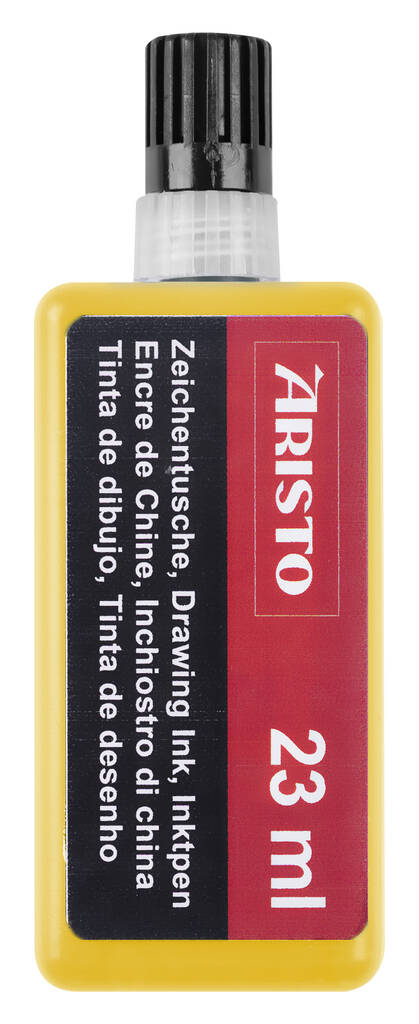 ARISTO 23 ml
Zeichentusche, Drawing Ink, Inktpen
Encre de Chine, Inchiostro di china
Tinta de dibujo, Tinta de desenho